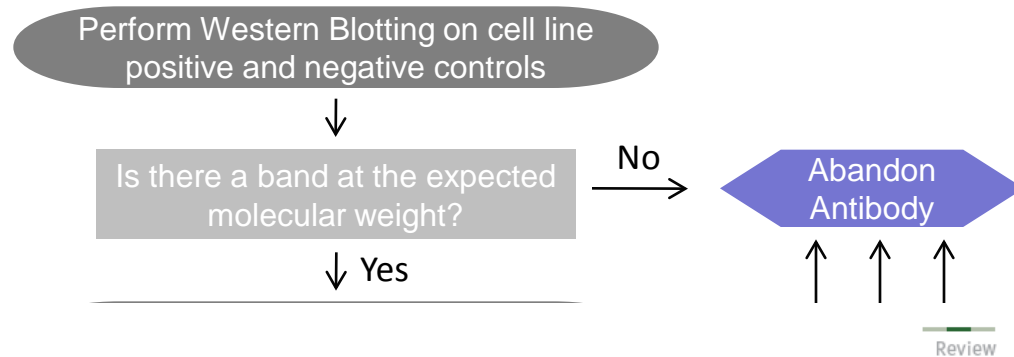 Perform Western Blotting on cell line
positive and negative controls
Is there a band at the expected
molecular weight?
No
Abandon
Antibody
Yes
Review